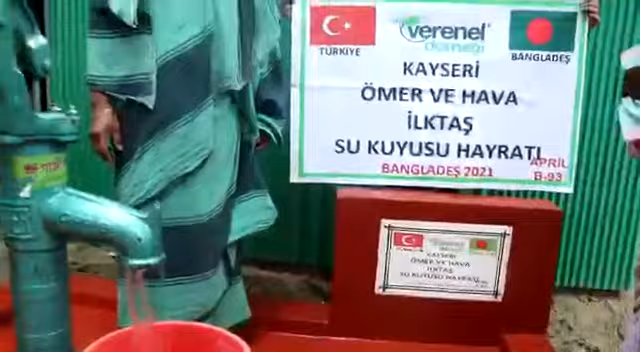 verenel
derneği
TÜRKİYE
BANGLADEŞ
KAYSERİ
ÖMER VE HAVA
İLKTAŞ
SU KUYUSU HAYRATI
BANGLADEŞ 2021
APRIL
B-93
KAYSERİ
ÖMER VE HAVA
İLKTAŞ
SU KUYUSU HAYRATI